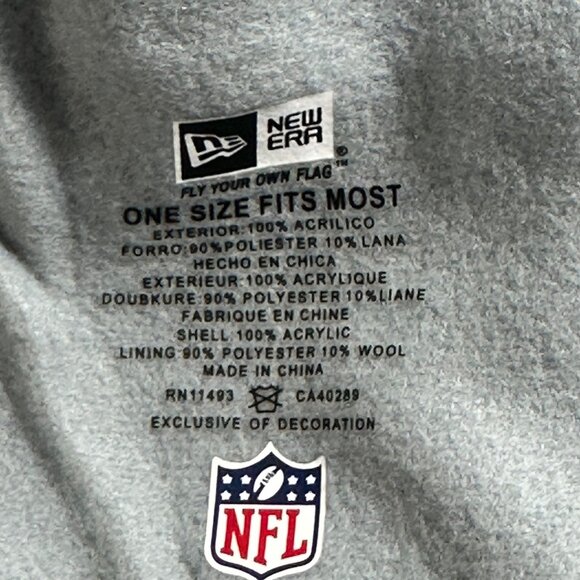 NEW
ERA
®
FLY YOUR OWN FLAG™
ONE SIZE FITS MOST
EXTERIOR:100% ACRILICO
FORRO:90%POLIESTER 10%LANA
HECHO EN CHICA
EXTERIEUR:100% ACRYLIQUE
DOUBKURE:90% POLYESTER 10%LIANE
FABRIQUE EN CHINE
SHELL:100% ACRYLIC
LINING:90% POLYESTER 10% WOOL
MADE IN CHINA
RN11493 CA40289
EXCLUSIVE OF DECORATION
NFL